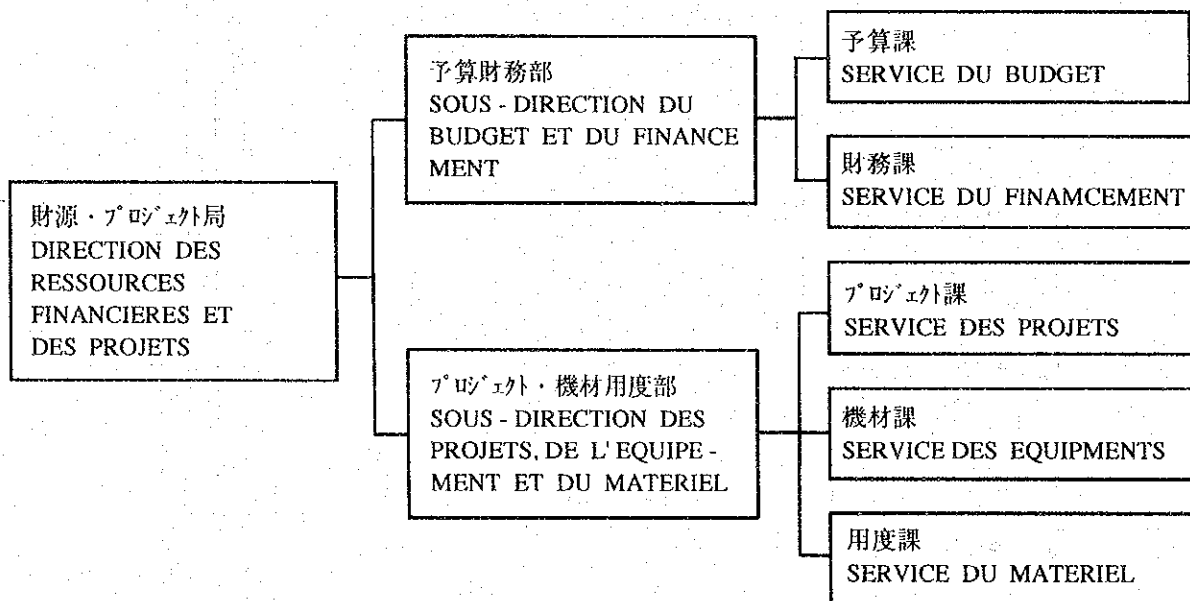 財源・プロジェクト局
DIRECTION DES
RESSOURCES
FINANCIERES ET
DES PROJETS
予算財務部
SOUS - DIRECTION DU
BUDGET ET DU FINANCE
MENT
予算課
SERVICE DU BUDGET
財務課
SERVICE DU FINAMCEMENT
プロジェクト・機材用度部
SOUS - DIRECTION DES
PROJETS, DE L' EQUIPE -
MENT ET DU MATERIEL
プロジェクト課
SERVICE DES PROJETS
機材課
SERVICE DES EQUIPMENTS
用度課
SERVICE DU MATERIEL